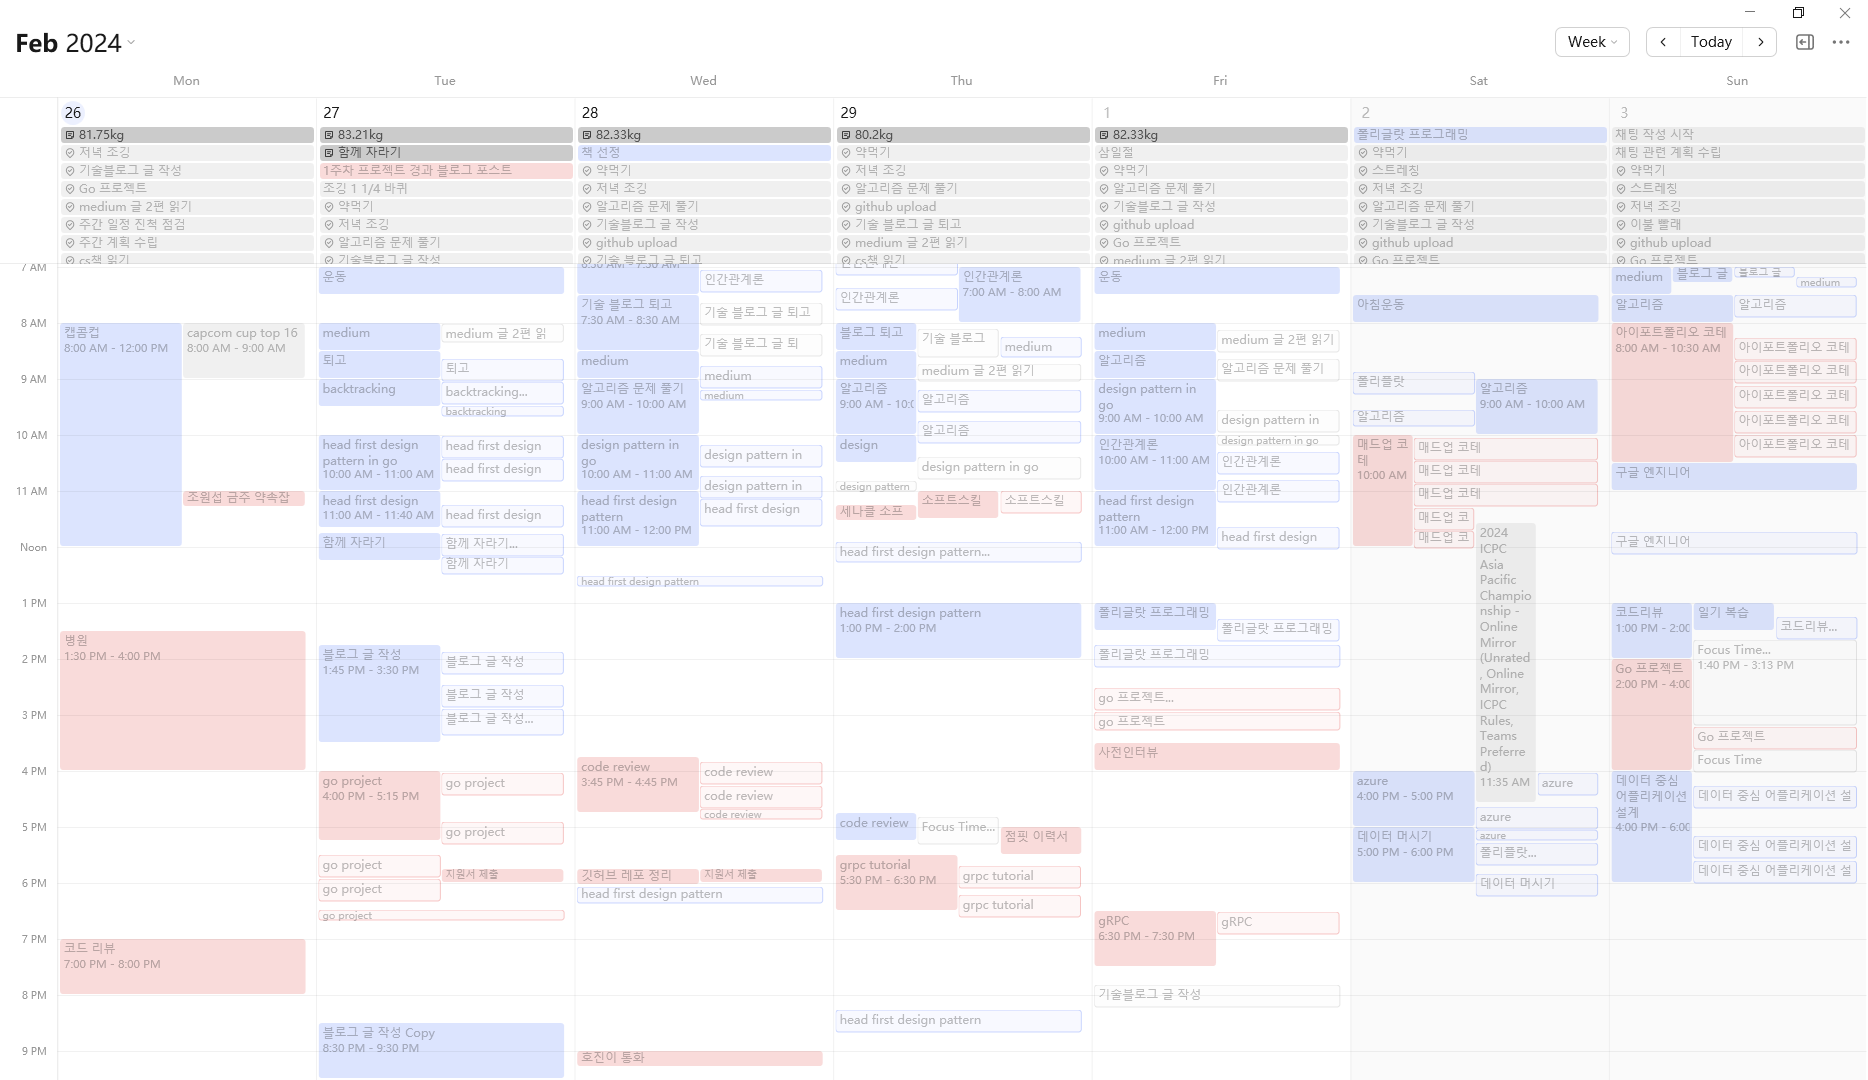 Feb 2024
Week
Today
Mon
Tue
Wed
Thu
Fri
Sat
Sun
26
81.75kg
저녁 조깅
기술블로그 글 작성
Go 프로젝트
medium 글 2편 읽기
주간 일정 진척 점검
주간 계획 수립
cs책 읽기
27
83.21kg
함께 자라기
1주차 프로젝트 경과 블로그 포스트
조깅 1 1/4 바퀴
약먹기
저녁 조깅
알고리즘 문제 풀기
기술블로그 글 작성
28
82.33kg
책 선정
약먹기
저녁 조깅
알고리즘 문제 풀기
기술블로그 글 작성
github upload
기술 블로그 글 퇴고
29
80.2kg
약먹기
저녁 조깅
알고리즘 문제 풀기
github upload
기술 블로그 글 퇴고
medium 글 2편 읽기
cs책 읽기
1
82.33kg
삼일절
약먹기
알고리즘 문제 풀기
기술블로그 글 작성
github upload
Go 프로젝트
medium 글 2편 읽기
2
폴리글랏 프로그래밍
약먹기
스트레칭
저녁 조깅
알고리즘 문제 풀기
기술블로그 글 작성
github upload
Go 프로젝트
3
채팅 작성 시작
채팅 관련 계획 수립
약먹기
스트레칭
저녁 조깅
이불 빨래
github upload
Go 프로젝트
7 AM
8 AM
9 AM
10 AM
11 AM
Noon
1 PM
2 PM
3 PM
4 PM
5 PM
6 PM
7 PM
8 PM
9 PM
캡콤컵
8:00 AM - 12:00 PM
capcom cup top 16
8:00 AM - 9:00 AM
조원섭 금주 약속잡
병원
1:30 PM - 4:00 PM
코드 리뷰
7:00 PM - 8:00 PM
운동
medium
medium 글 2편 읽
퇴고
퇴고
backtracking
backtracking...
backtracking
head first design
pattern in go
10:00 AM - 11:00 AM
head first design
head first design
head first design
11:00 AM - 11:40 AM
head first design
함께 자라기
함께 자라기...
함께 자라기
블로그 글 작성
1:45 PM - 3:30 PM
블로그 글 작성
블로그 글 작성
블로그 글 작성...
go project
4:00 PM - 5:15 PM
go project
go project
go project
지원서 제출
go project
go project
블로그 글 작성 Copy
8:30 PM - 9:30 PM
6:30 AM - 7:30 AM
인간관계론
기술 블로그 퇴고
7:30 AM - 8:30 AM
기술 블로그 글 퇴고
기술 블로그 글 퇴
medium
medium
medium
알고리즘 문제 풀기
9:00 AM - 10:00 AM
design pattern in
go
10:00 AM - 11:00 AM
design pattern in
design pattern in
head first design
pattern
11:00 AM - 12:00 PM
head first design
head first design pattern
code review
3:45 PM - 4:45 PM
code review
code review
code review
깃허브 레포 정리
지원서 제출
head first design pattern
호진이 통화
인간관계론
인간관계론
인간관계론
7:00 AM - 8:00 AM
블로그 퇴고
기술 블로그
medium
medium
medium 글 2편 읽기
알고리즘
9:00 AM - 10:0
알고리즘
알고리즘
design
design pattern in go
design pattern
세나클 소프
소프트스킬
소프트스킬
head first design pattern...
head first design pattern
1:00 PM - 2:00 PM
code review
Focus Time...
점핏 이력서
grpc tutorial
5:30 PM - 6:30 PM
grpc tutorial
grpc tutorial
head first design pattern
운동
medium
medium 글 2편 읽기
알고리즘
알고리즘 문제 풀기
design pattern in
go
9:00 AM - 10:00 AM
design pattern in
design pattern in go
인간관계론
10:00 AM - 11:00 AM
인간관계론
인간관계론
head first design
pattern
11:00 AM - 12:00 PM
head first design
폴리글랏 프로그래밍
폴리글랏 프로그래밍
폴리글랏 프로그래밍
go 프로젝트...
go 프로젝트
사전인터뷰
gRPC
6:30 PM - 7:30 PM
gRPC
기술블로그 글 작성
아침운동
폴리플랏
알고리즘
9:00 AM - 10:00 AM
알고리즘
매드업 코
테
10:00 AM
매드업 코테
매드업 코테
매드업 코테
매드업 코
매드업 코
2024
ICPC
Asia
Pacific
Champio
nship -
Online
Mirror
(Unrated
, Online
Mirror,
ICPC
Rules,
Teams
Preferre
d)
11:35 AM
azure
4:00 PM - 5:00 PM
azure
azure
azure
데이터 머시기
5:00 PM - 6:00 PM
폴리플랏...
데이터 머시기
medium
블로그 글
블로그 글
medium
알고리즘
알고리즘
아이포트폴리오 코테
8:00 AM - 10:30 AM
아이포트폴리오 코테
아이포트폴리오 코테
아이포트폴리오 코테
아이포트폴리오 코테
아이포트폴리오 코테
구글 엔지니어
구글 엔지니어
코드리뷰
1:00 PM - 2:00
일기 복습
코드리뷰...
Focus Time...
1:40 PM - 3:13 PM
Go 프로젝트
2:00 PM - 4:00
Go 프로젝트
Focus Time
데이터 중심
어플리케이션
설계
4:00 PM - 6:00
데이터 중심 어플리케이션 설
데이터 중심 어플리케이션 설
데이터 중심 어플리케이션 설